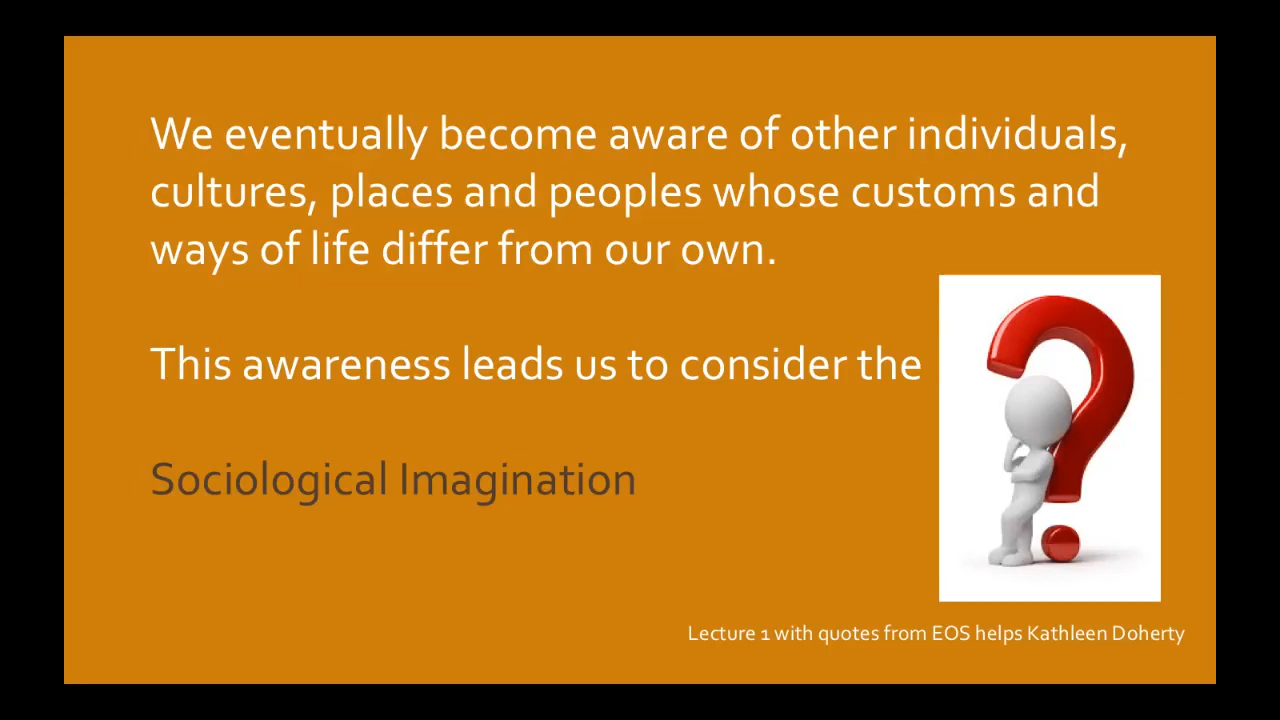 We eventually become aware of other individuals,
cultures, places and peoples whose customs and
ways of life differ from our own.
This awareness leads us to consider the
Sociological Imagination
Lecture 1 with quotes from EOS helps Kathleen Doherty